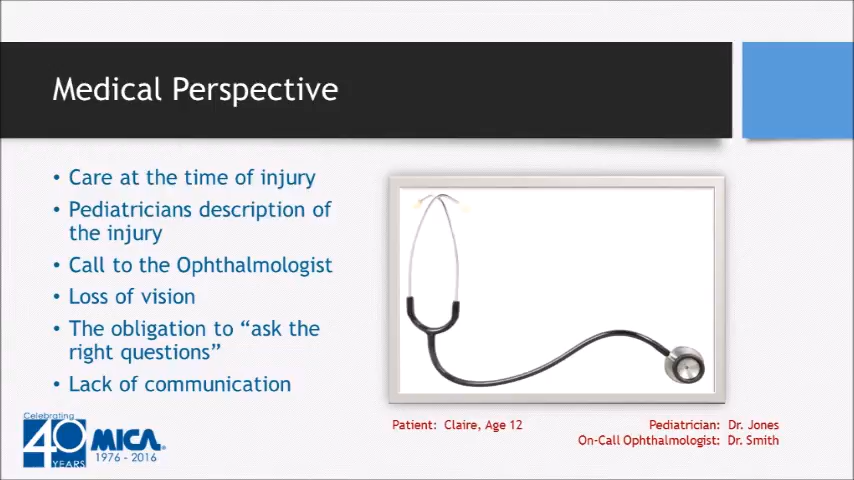 Medical Perspective
• Care at the time of injury
• Pediatricians description of
the injury
• Call to the Ophthalmologist
• Loss of vision
• The obligation to “ask the
right questions”
• Lack of communication
Patient: Claire, Age 12
Pediatrician: Dr. Jones
On-Call Ophthalmologist: Dr. Smith
Celebrating
40 MICA®
YEARS 1976 - 2016